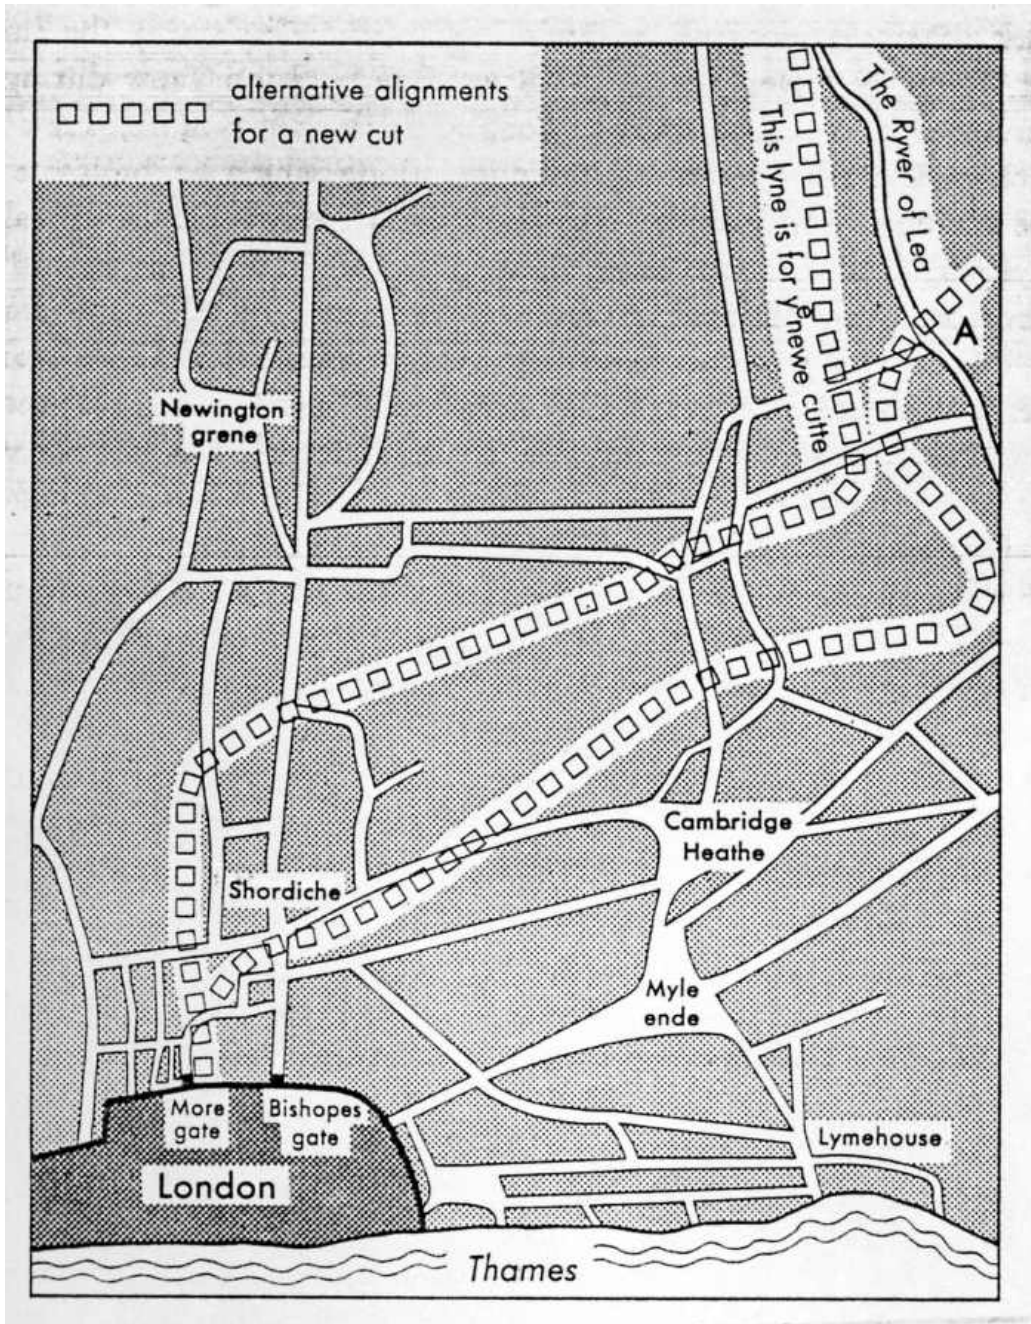 alternative alignments
for a new cut
The Ryver of Lea
This lyne is for yᵉ newe cutte
A
Newington
grene
Cambridge
Heathe
Shordiche
Myle
ende
More
gate
Bishopes
gate
Lymehouse
London
Thames